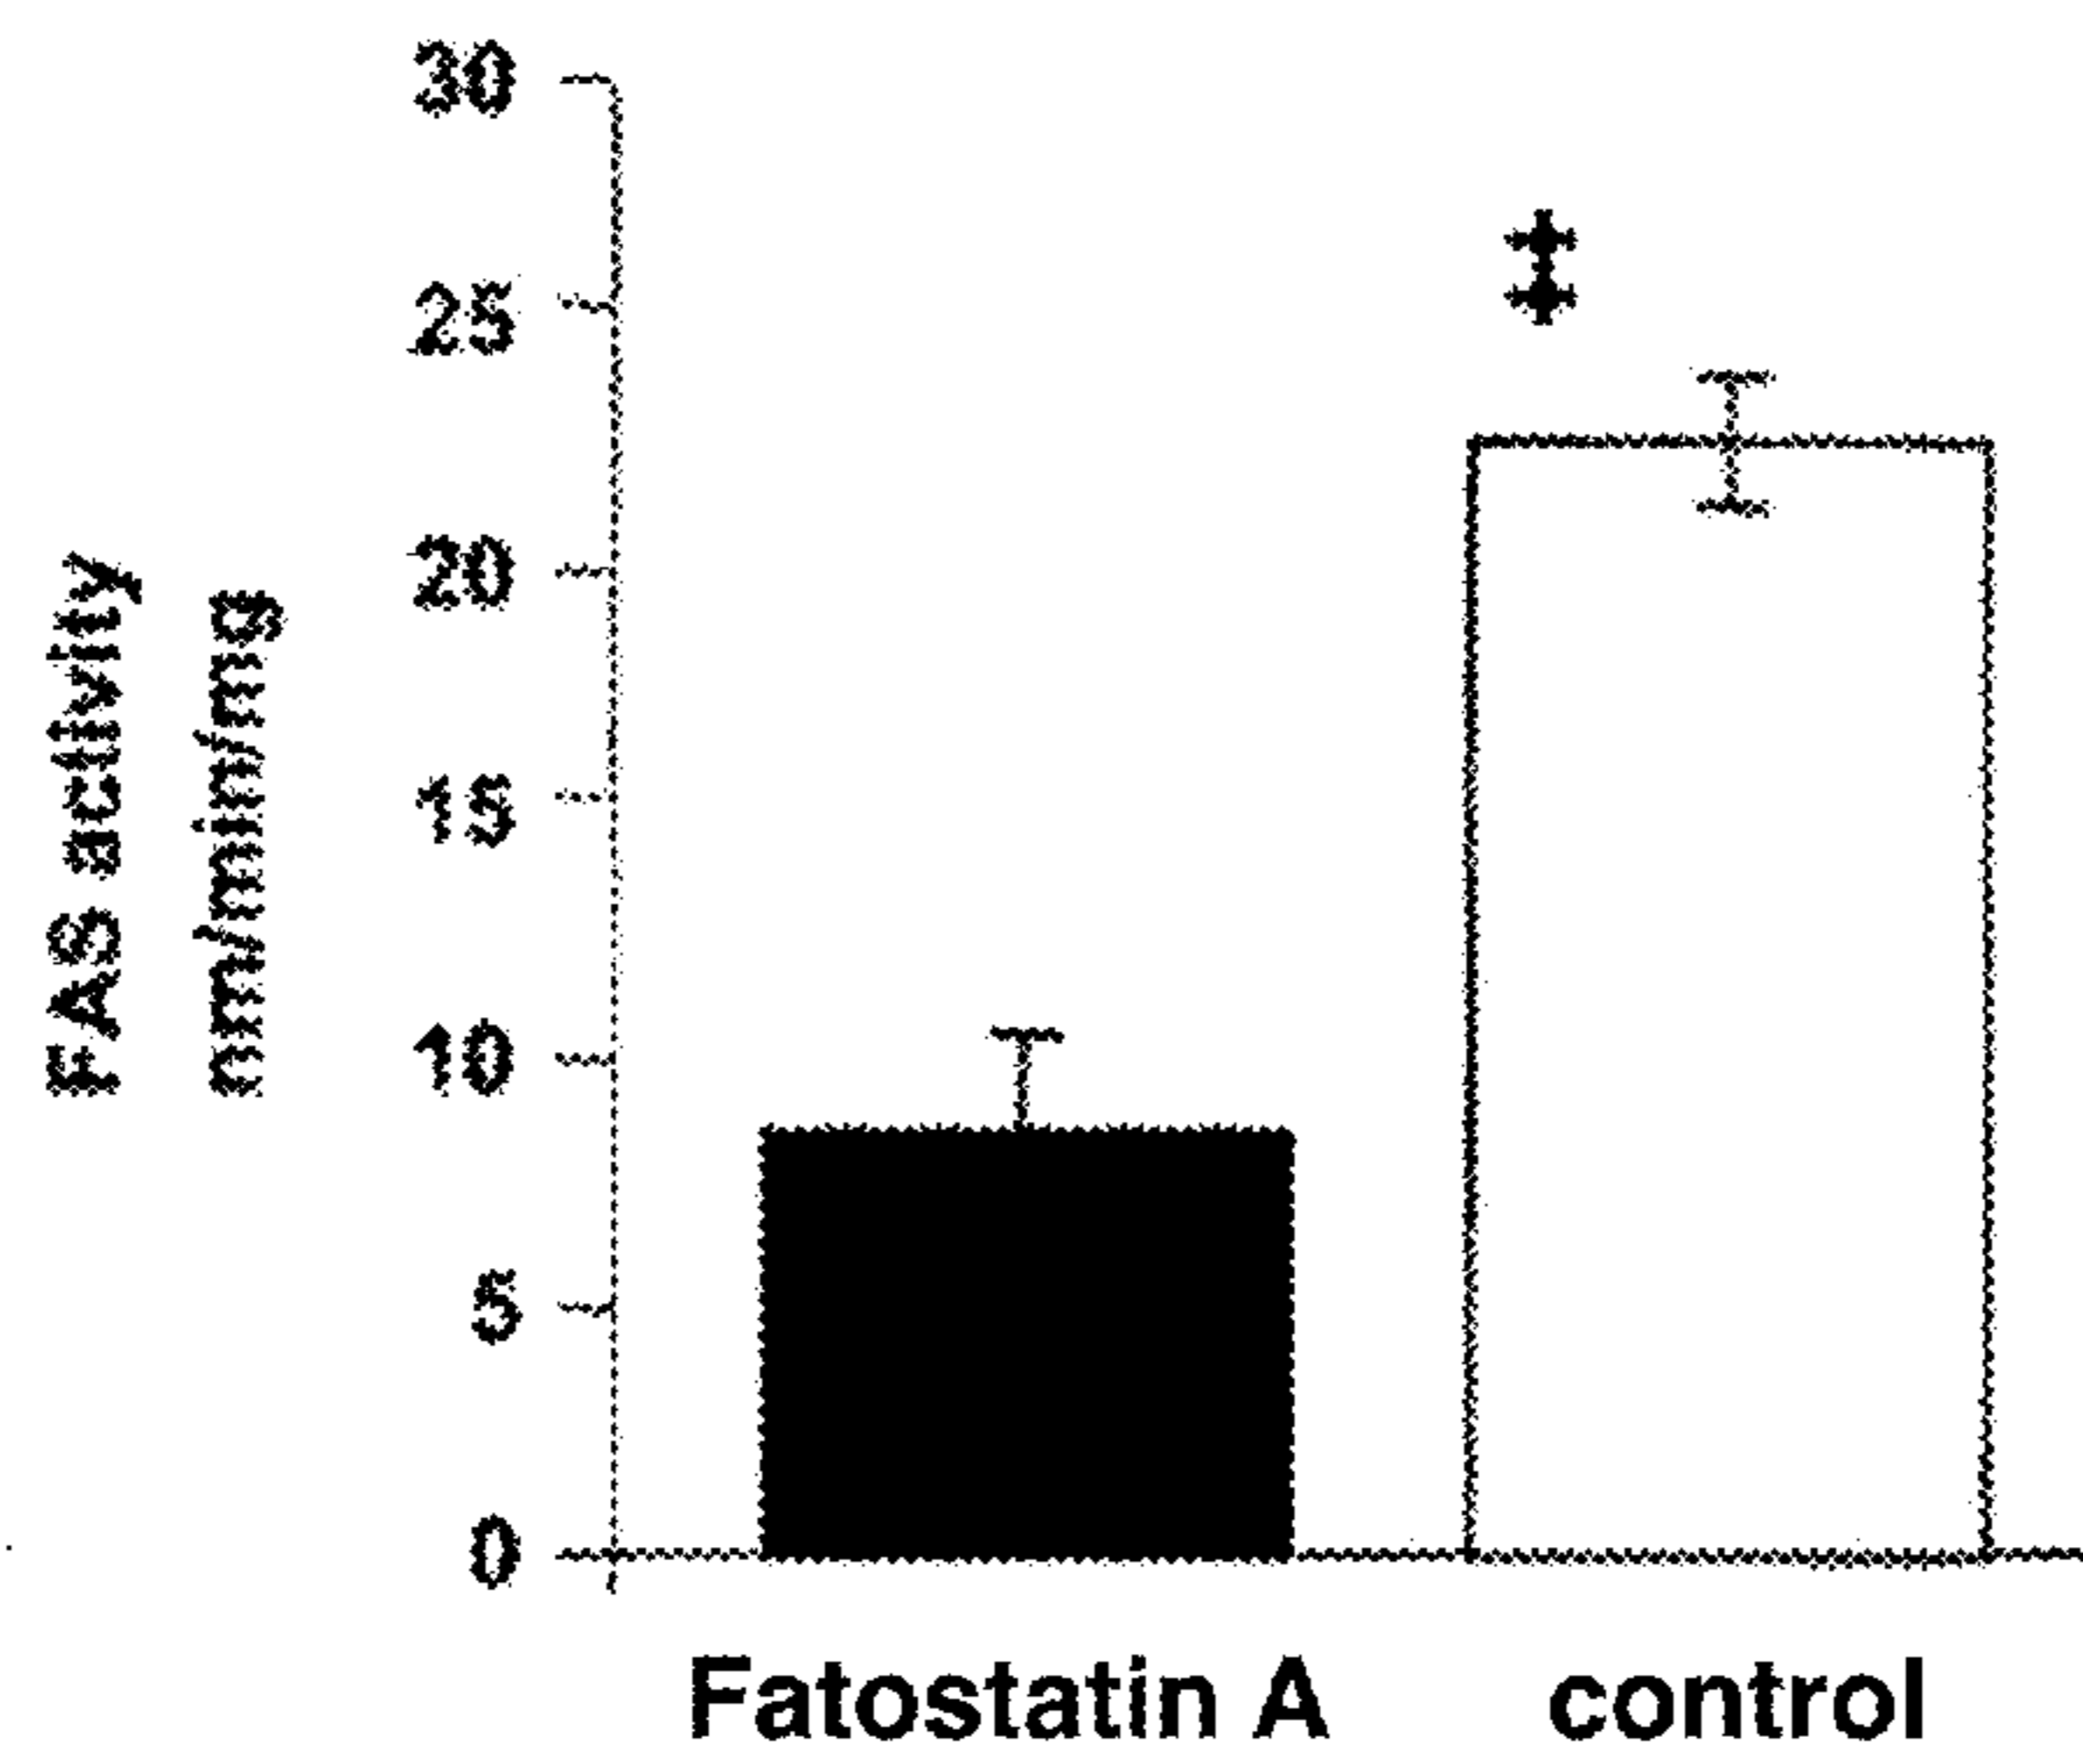 FAS activity
nm/min/mg
30
25
20
15
10
5
0
‡
Fatostatin A
control